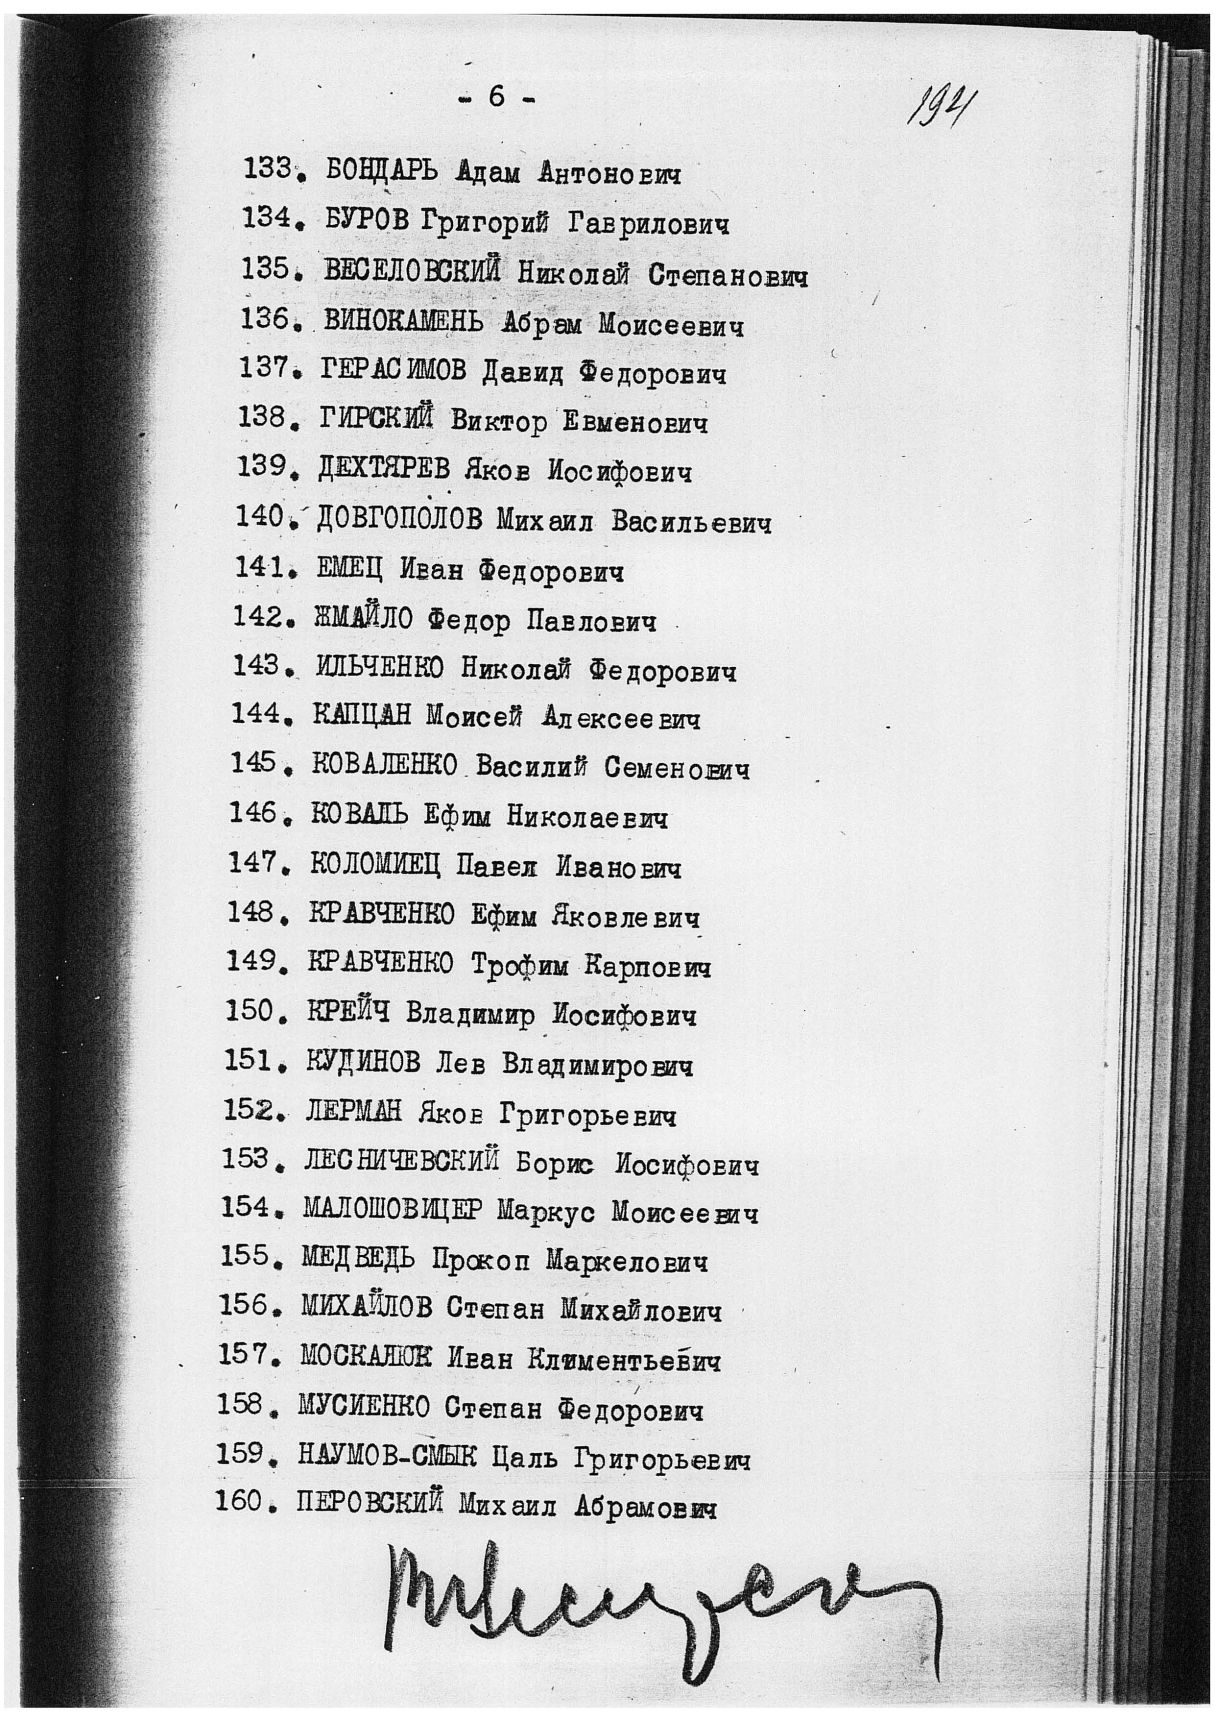 - 6 -
194
133. БОНДАРЬ Адам Антонович
134. БУРОВ Григорий Гаврилович
135. ВЕСЕЛОВСКИЙ Николай Степанович
136. ВИНОКАМЕНЬ Абрам Моисеевич
137. ГЕРАСИМОВ Давид Федорович
138. ГИРСКИЙ Виктор Евменович
139. ДЕХТЯРЕВ Яков Иосифович
140. ДОВГОПОЛОВ Михаил Васильевич
141. ЕМЕЦ Иван Федорович
142. ЖМАЙЛО Федор Павлович
143. ИЛЬЧЕНКО Николай Федорович
144. КАПЦАН Моисей Алексеевич
145. КОВАЛЕНКО Василий Семенович
146. КОВАЛЬ Ефим Николаевич
147. КОЛОМИЕЦ Павел Иванович
148. КРАВЧЕНКО Ефим Яковлевич
149. КРАВЧЕНКО Трофим Карпович
150. КРЕЙЧ Владимир Иосифович
151. КУДИНОВ Лев Владимирович
152. ЛЕРМАН Яков Григорьевич
153. ЛЕСНИЧЕВСКИЙ Борис Иосифович
154. МАЛОШОВИЦЕР Маркус Моисеевич
155. МЕДВЕДЬ Прокоп Маркелович
156. МИХАЙЛОВ Степан Михайлович
157. МОСКАЛЮК Иван Климентьевич
158. МУСИЕНКО Степан Федорович
159. НАУМОВ-СМЫК Цаль Григорьевич
160. ПЕРОВСКИЙ Михаил Абрамович